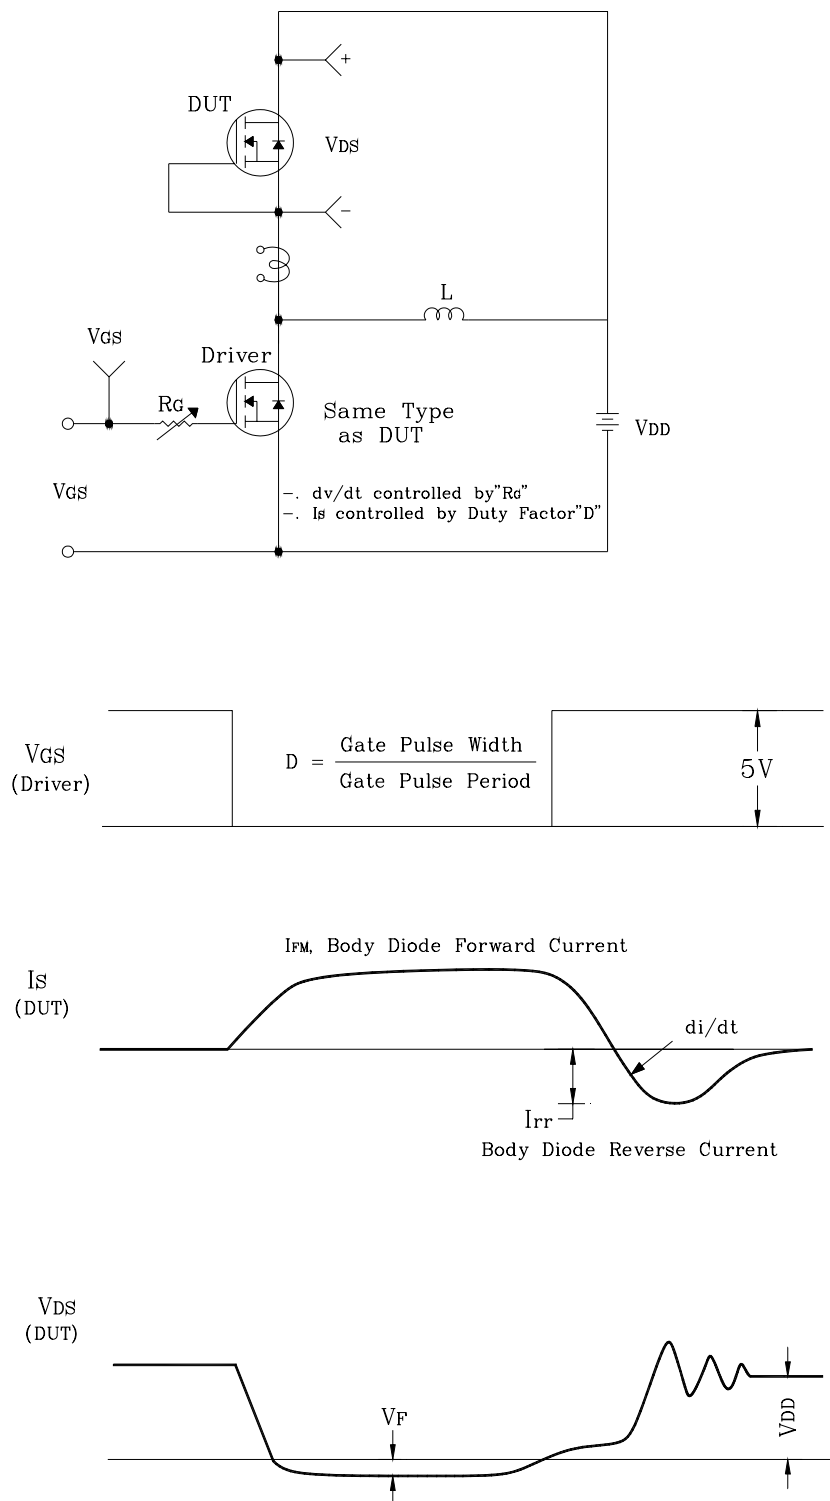 +
DUT
VDS
−
L
VGS
Driver
RG
Same Type
as DUT
VDD
VGS
−. dv/dt controlled by"RG"
−. IS controlled by Duty Factor"D"
VGS
(Driver)
D = Gate Pulse Width
Gate Pulse Period
5V
IFM, Body Diode Forward Current
IS
(DUT)
di/dt
Irr
Body Diode Reverse Current
VDS
(DUT)
VF
VDD